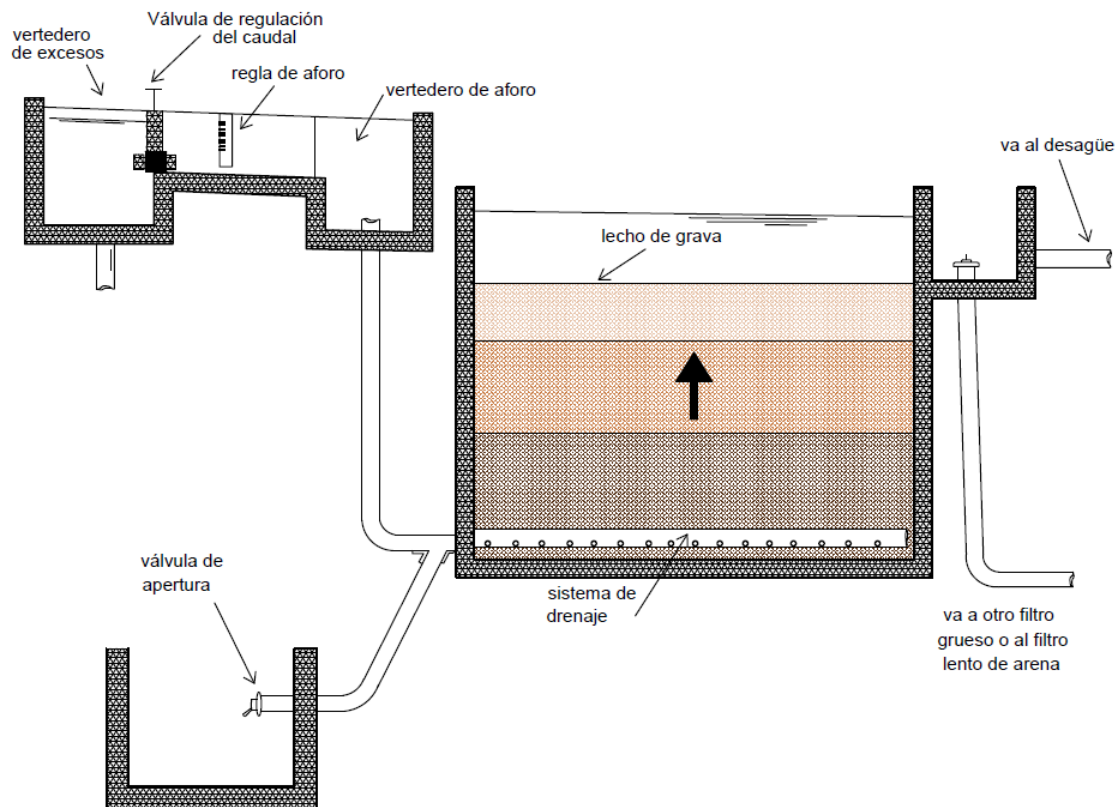 Válvula de regulación
del caudal
vertedero
de excesos
regla de aforo
vertedero de aforo
va al desagüe
lecho de grava
válvula de
apertura
sistema de
drenaje
va a otro filtro
grueso o al filtro
lento de arena